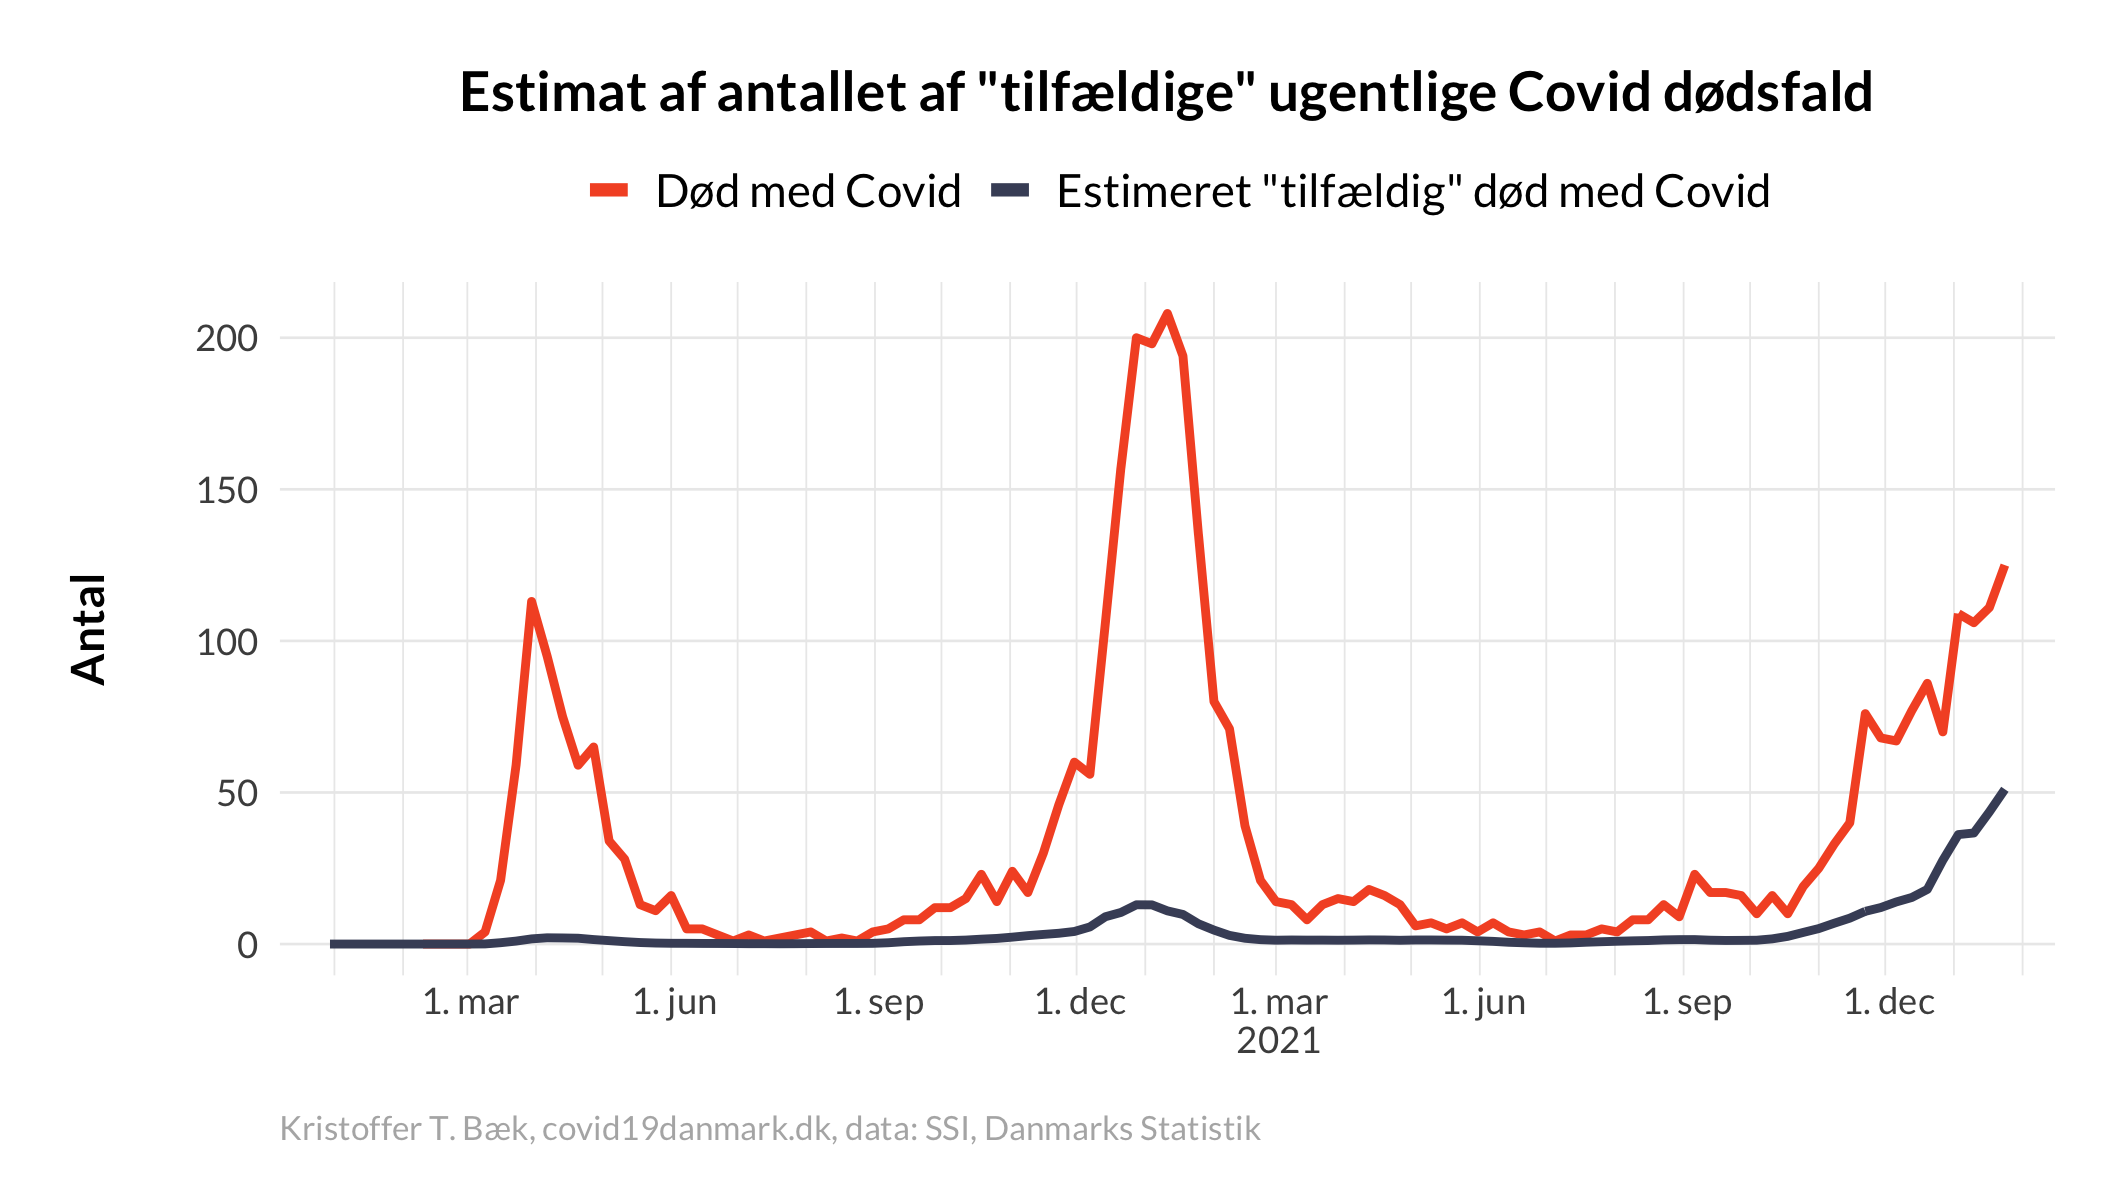 Estimat af antallet af "tilfældige" ugentlige Covid dødsfald
Død med Covid Estimeret "tilfældig" død med Covid
Antal
200
150
100
50
0
1. mar 1. jun 1. sep 1. dec 1. mar 1. jun 1. sep 1. dec
2021
Kristoffer T. Bæk, covid19danmark.dk, data: SSI, Danmarks Statistik